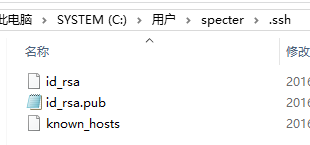 此电脑 > SYSTEM (C:) > 用户 > specter > .ssh
名称 修改
id_rsa 2016
id_rsa.pub 2016
known_hosts 2016